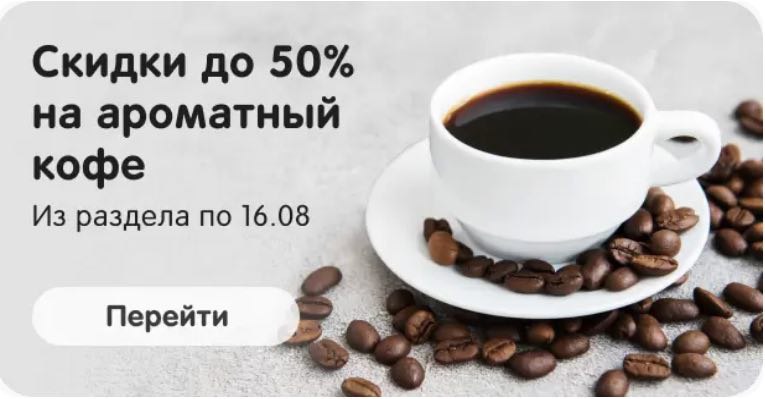 Скидки до 50%
на ароматный
кофе
Из раздела по 16.08
Перейти